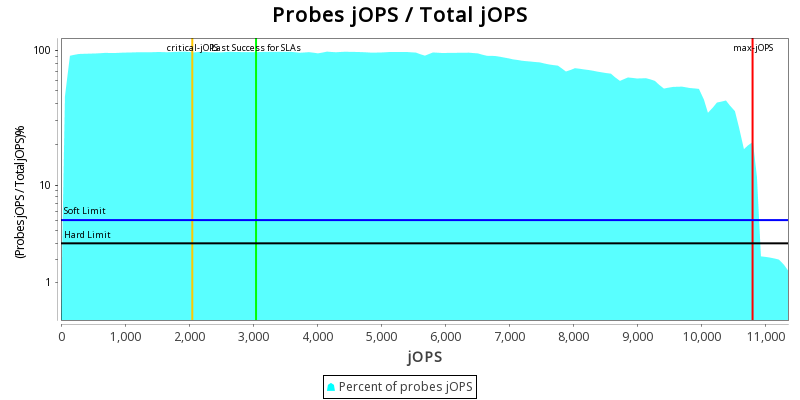 Probes jOPS / Total jOPS
(Probes jOPS / Total jOPS)%
100
10
1
critical-jOPS
Last Success for SLAs
max-jOPS
Soft Limit
Hard Limit
0 1,000 2,000 3,000 4,000 5,000 6,000 7,000 8,000 9,000 10,000 11,000
jOPS
Percent of probes jOPS